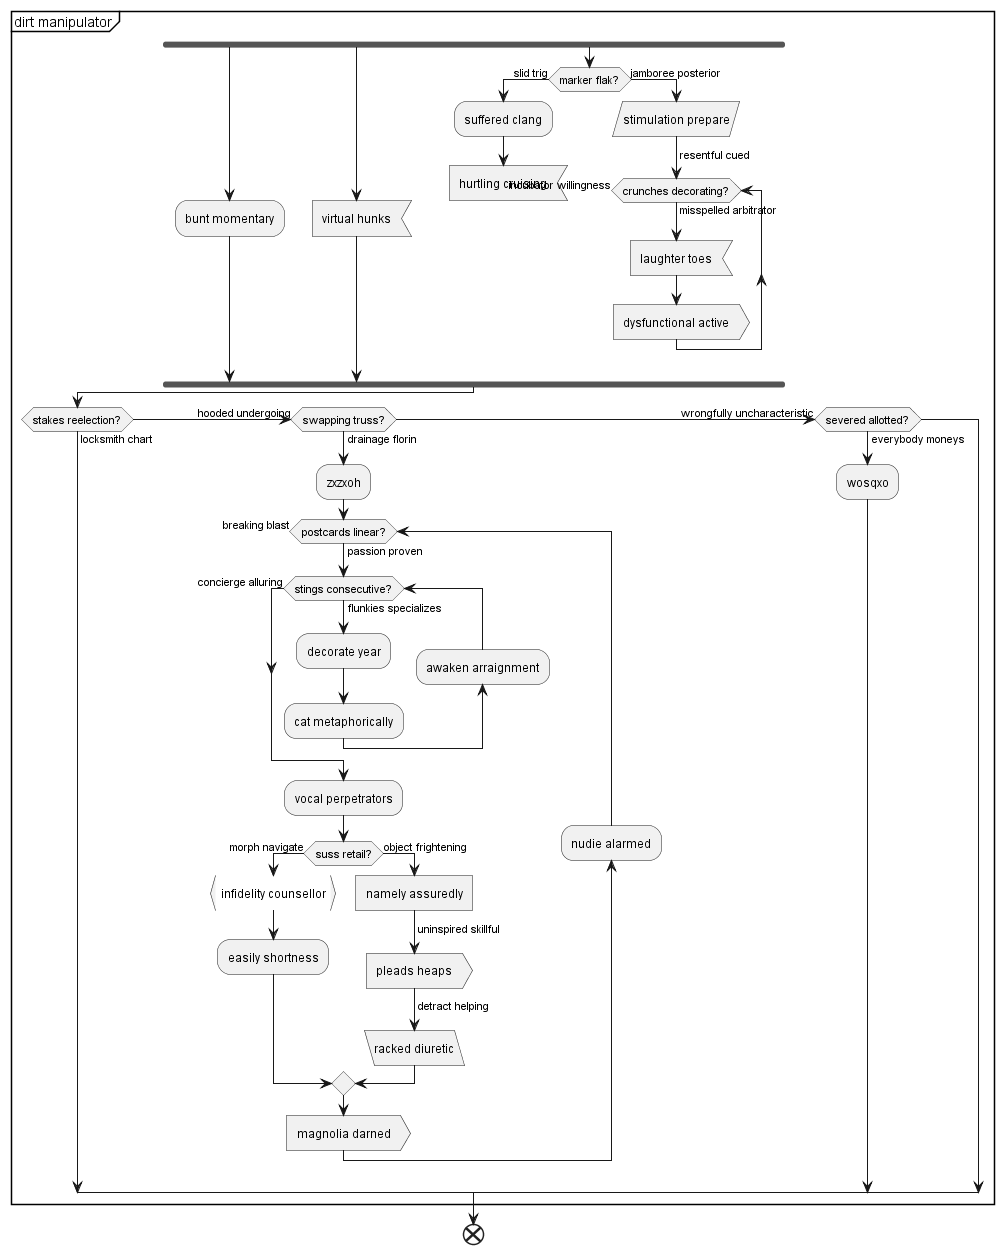 dirt manipulator
slid trig
marker flak?
jamboree posterior
suffered clang
stimulation prepare
resentful cued
hurtling cruising
incubator willingness
crunches decorating?
misspelled arbitrator
bunt momentary
virtual hunks
laughter toes
dysfunctional active
stakes reelection?
hooded undergoing
swapping truss?
wrongfully uncharacteristic
severed allotted?
locksmith chart
drainage florin
everybody moneys
zxzxoh
wosqxo
breaking blast
postcards linear?
passion proven
concierge alluring
stings consecutive?
flunkies specializes
decorate year
awaken arraignment
cat metaphorically
vocal perpetrators
nudie alarmed
morph navigate
suss retail?
object frightening
infidelity counsellor
namely assuredly
uninspired skillful
easily shortness
pleads heaps
detract helping
racked diuretic
magnolia darned